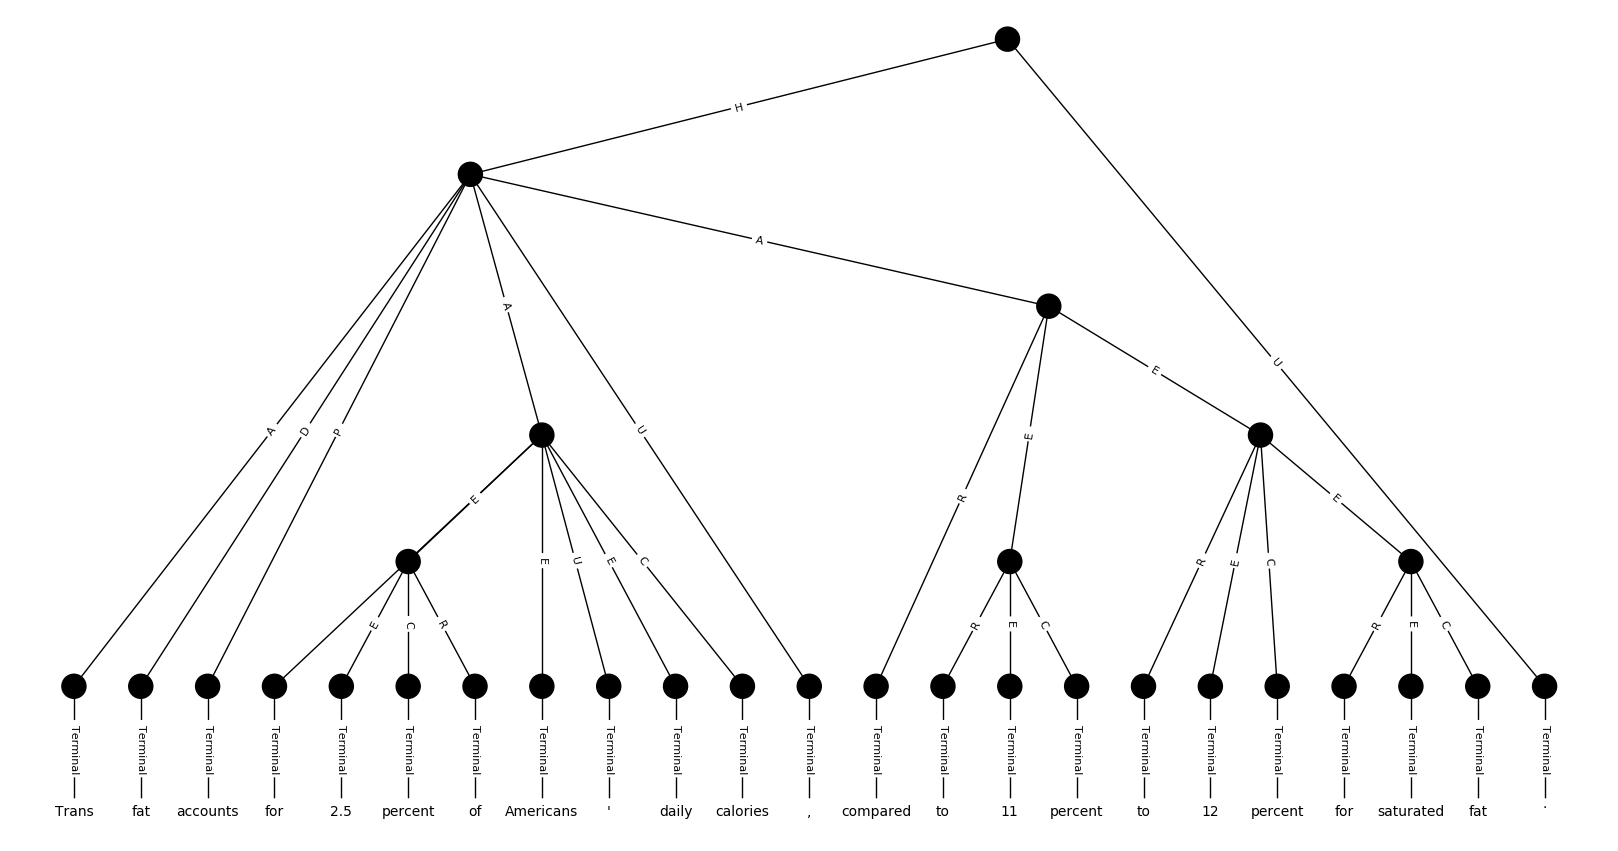 H
A
U
A
E
A D P U E
E R E
E U E C R E C
E C R R E C R E C
Terminal Terminal Terminal Terminal Terminal Terminal Terminal Terminal Terminal Terminal Terminal Terminal Terminal Terminal Terminal Terminal Terminal Terminal Terminal Terminal Terminal Terminal Terminal
Trans fat accounts for 2.5 percent of Americans ' daily calories , compared to 11 percent to 12 percent for saturated fat .